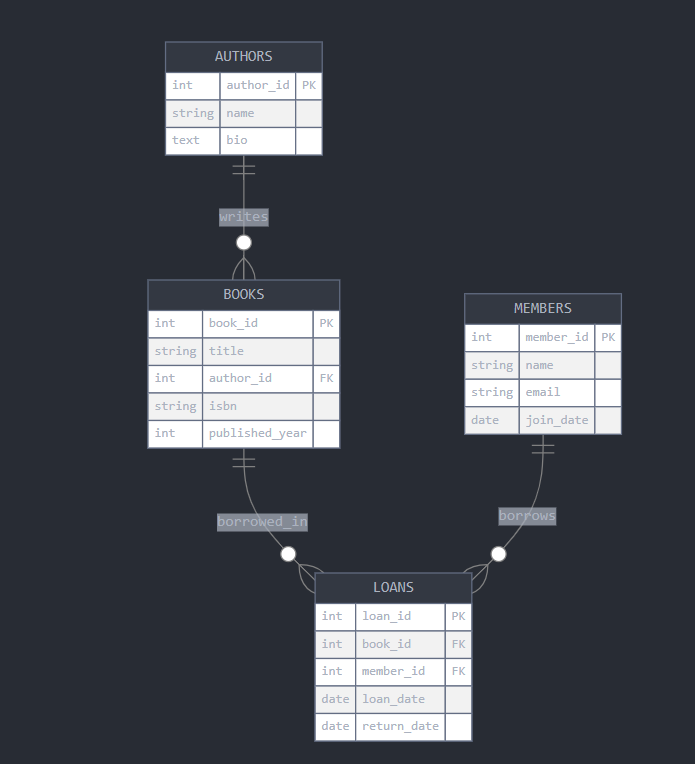 AUTHORS
int author_id PK
string name
text bio
writes
BOOKS
int book_id PK
string title
int author_id FK
string isbn
int published_year
MEMBERS
int member_id PK
string name
string email
date join_date
borrowed_in
borrows
LOANS
int loan_id PK
int book_id FK
int member_id FK
date loan_date
date return_date